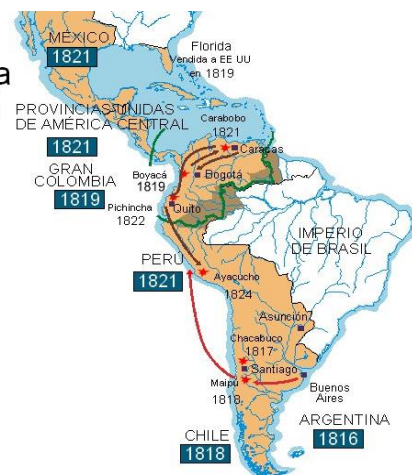 MÉXICO
1821
Florida
Vendida a EE UU
en 1819
a
PROVINCIAS UNIDAS
DE AMÉRICA CENTRAL
1821
Carabobo
1821
Caracas
GRAN
COLOMBIA
1819
Boyacá
1819
Bogotá
Pichincha
1822
Quito
IMPERIO
DE BRASIL
PERÚ
1821
Ayacucho
1824
Asunción
Chacabuco
1817
Santiago
Maipú
1818
Buenos
Aires
CHILE
1818
ARGENTINA
1816